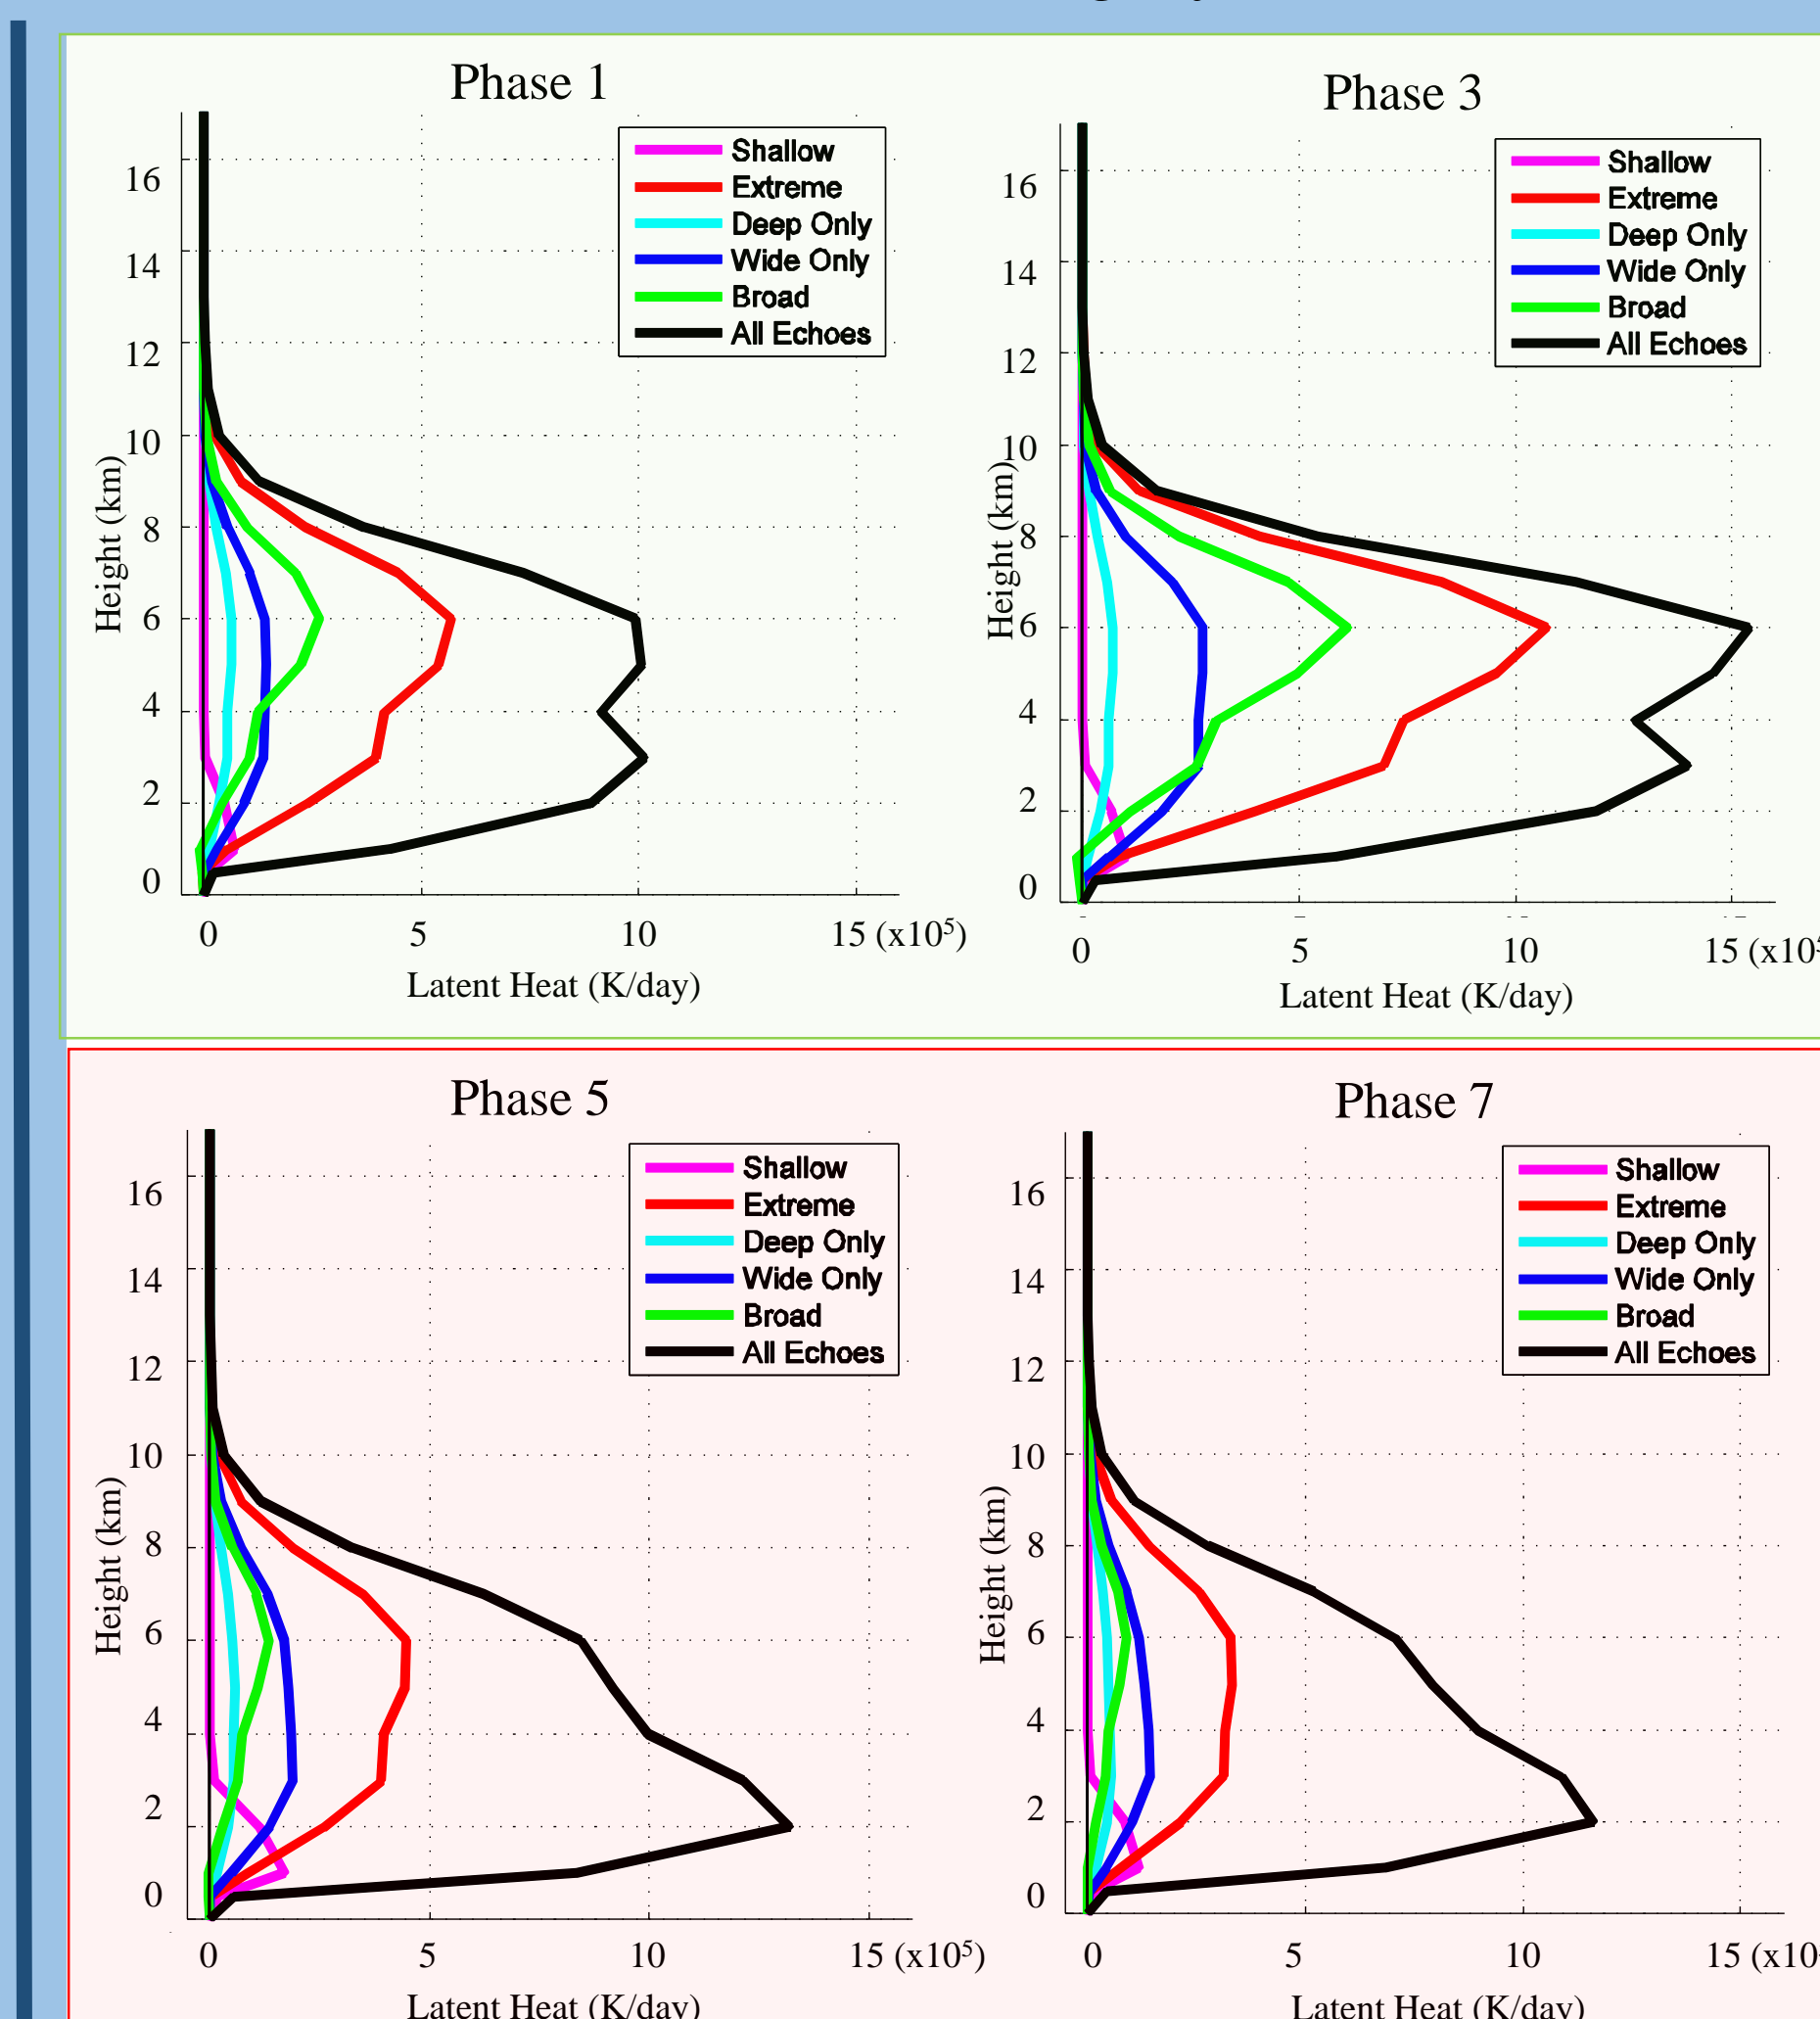 Phase 1
Shallow
Extreme
Deep Only
Wide Only
Broad
All Echoes
16
14
12
10
8
6
4
2
0
Height (km)
0 5 10 15 (x10⁵)
Latent Heat (K/day)
Phase 3
Shallow
Extreme
Deep Only
Wide Only
Broad
All Echoes
16
14
12
10
8
6
4
2
0
Height (km)
0 5 10 15 (x10
Latent Heat (K/day)
Phase 5
Shallow
Extreme
Deep Only
Wide Only
Broad
All Echoes
16
14
12
10
8
6
4
2
0
Height (km)
0 5 10 15 (x10⁵)
Latent Heat (K/day)
Phase 7
Shallow
Extreme
Deep Only
Wide Only
Broad
All Echoes
16
14
12
10
8
6
4
2
0
Height (km)
0 5 10 15 (x10
Latent Heat (K/day)